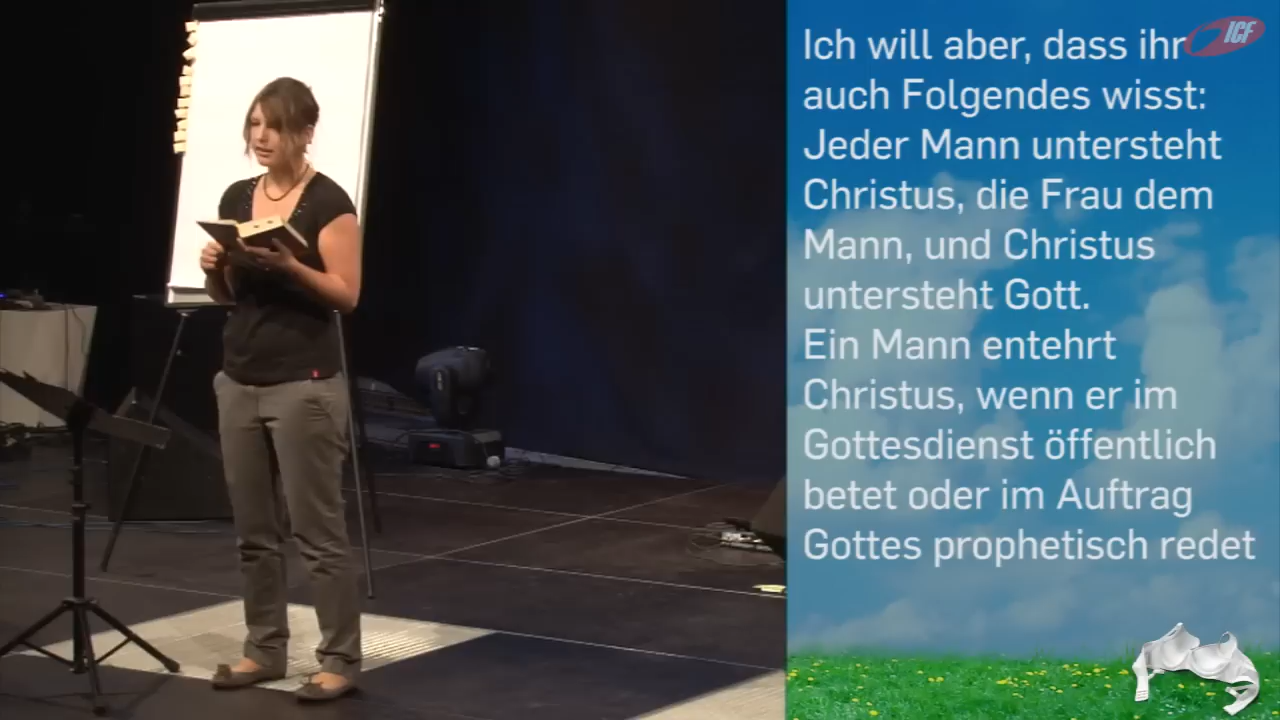 Ich will aber, dass ihr
ICF
auch Folgendes wisst:
Jeder Mann untersteht
Christus, die Frau dem
Mann, und Christus
untersteht Gott.
Ein Mann entehrt
Christus, wenn er im
Gottesdienst öffentlich
betet oder im Auftrag
Gottes prophetisch redet